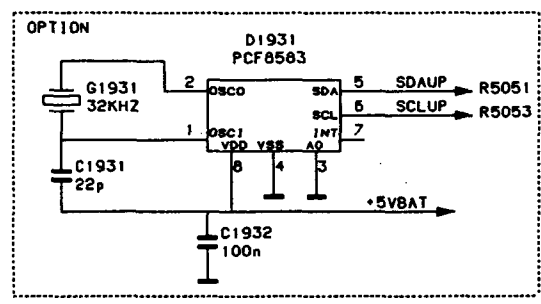 OPTION
D1931
PCF8583
G1931
32KHZ
2
OSCO
SDA
5
SDAUP
R5051
SCL
6
SCLUP
R5053
1
OSCI
INT
7
VDD
VSS
A0
8
4
3
C1931
22p
+5VBAT
C1932
100n